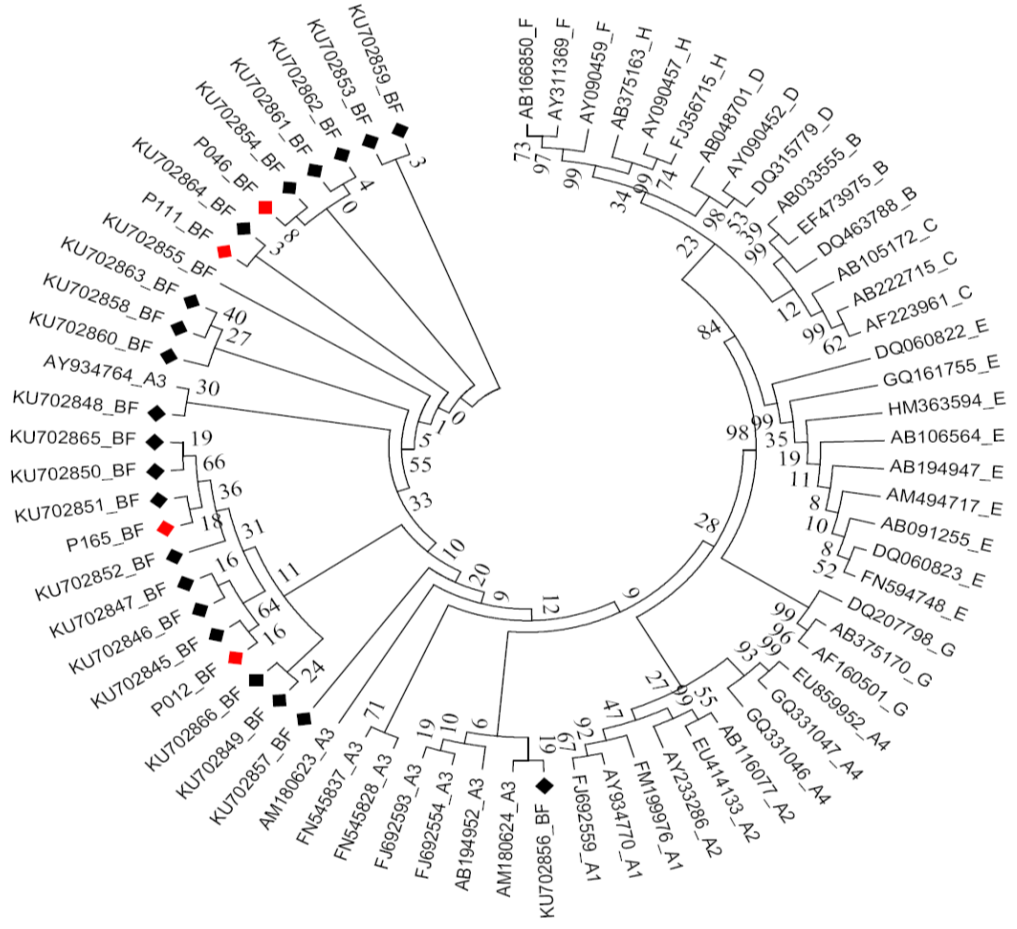 KU702859_BF
KU702853_BF
KU702862_BF
KU702861_BF
KU702854_BF
P046_BF
KU702864_BF
P111_BF
KU702855_BF
KU702863_BF
KU702858_BF
KU702860_BF
AY934764_A3
KU702848_BF
KU702865_BF
KU702850_BF
KU702851_BF
P165_BF
KU702852_BF
KU702847_BF
KU702846_BF
KU702845_BF
P012_BF
KU702866_BF
KU702849_BF
KU702857_BF
AM180623_A3
FN545837_A3
FN545828_A3
FJ692593_A3
FJ692554_A3
AB194952_A3
AM180624_A3
KU702856_BF
FJ692559_A1
AY934770_A1
FM199976_A1
AY233286_A2
EU414133_A2
AB116077_A2
GQ331046_A4
GQ331047_A4
EU859952_A4
AF160501_G
AB375170_G
DQ207798_G
FN594748_E
DQ060823_E
AB091255_E
AM494717_E
AB194947_E
AB106564_E
HM363594_E
GQ161755_E
DQ060822_E
AF223961_C
AB222715_C
AB105172_C
DQ463788_B
EF473975_B
AB033555_B
DQ315779_D
AY090452_D
AB048701_D
FJ356715_H
AY090457_H
AB375163_H
AY090459_F
AY311369_F
AB166850_F
3
4
0
8
3
40
27
30
19
66
36
18
31
16
64
16
11
24
0
1
5
55
33
10
20
6
12
9
28
71
19
10
6
19
92
67
47
27
99
55
93
99
96
99
98
84
99
35
19
11
8
10
8
52
23
34
12
99
62
99
39
53
98
74
99
99
97
73